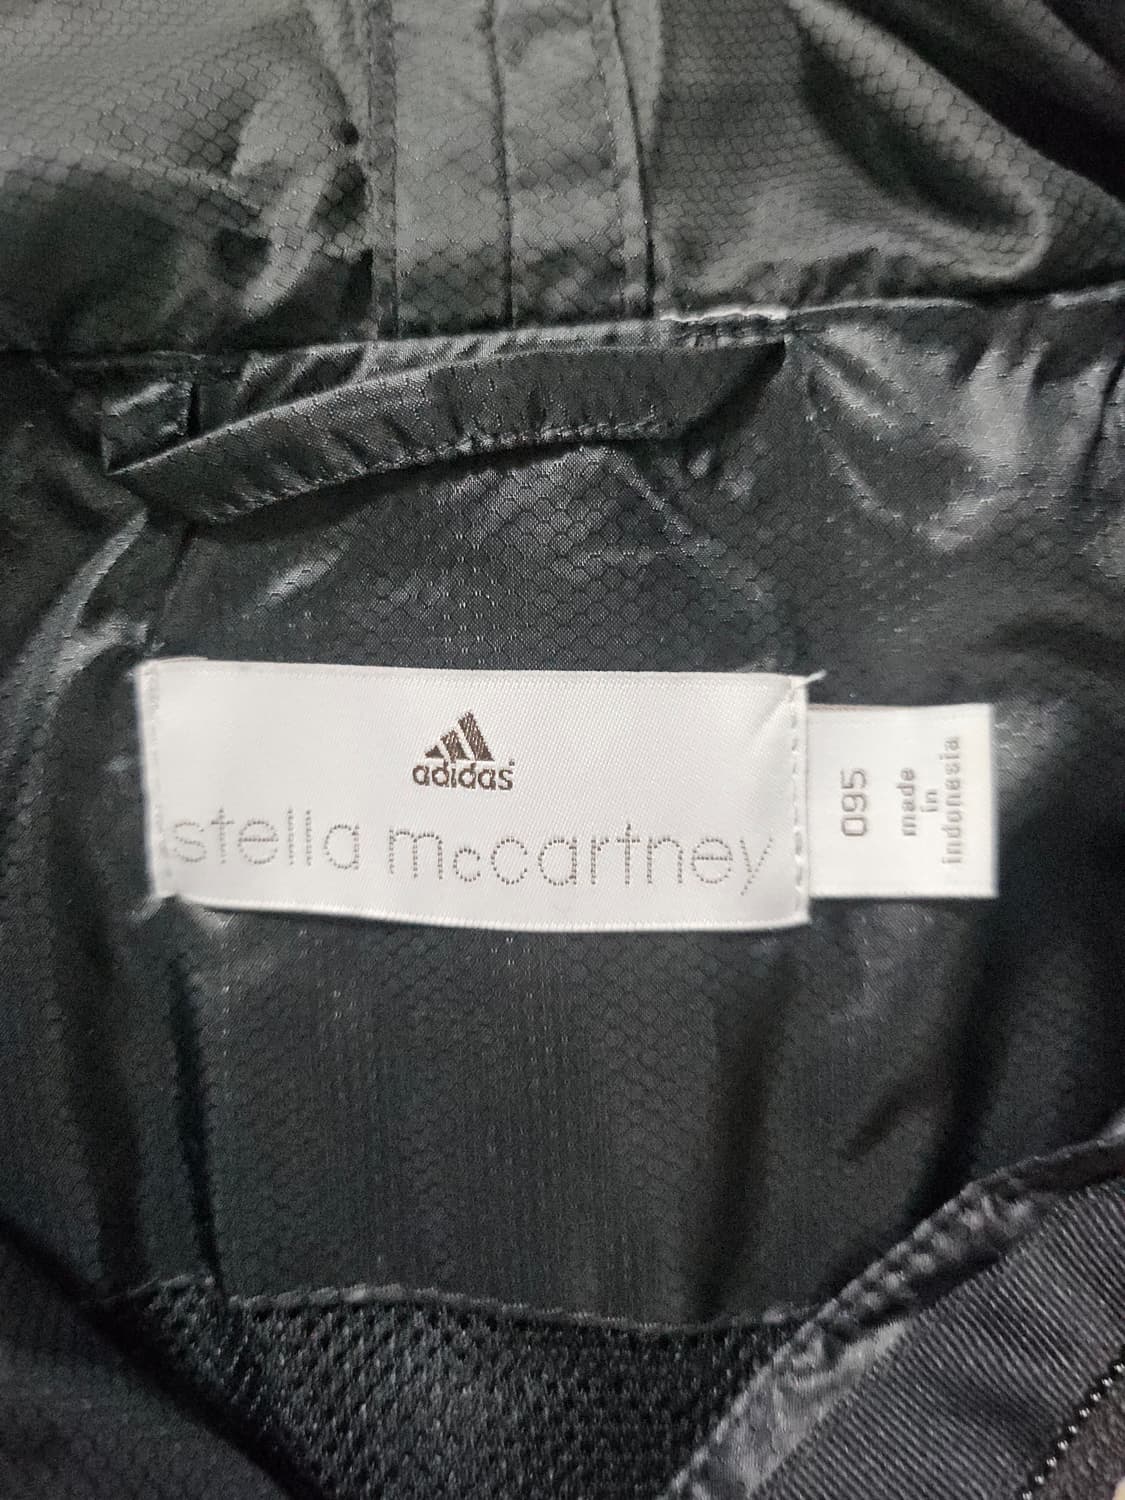 adidas
stella mccartney
095
made
in
indonesia